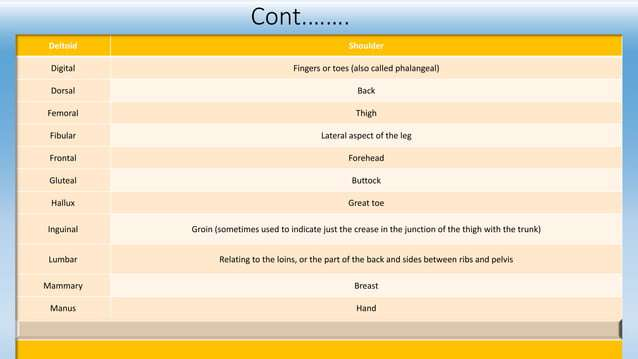 Cont.......
Deltoid Shoulder
Digital Fingers or toes (also called phalangeal)
Dorsal Back
Femoral Thigh
Fibular Lateral aspect of the leg
Frontal Forehead
Gluteal Buttock
Hallux Great toe
Inguinal Groin (sometimes used to indicate just the crease in the junction of the thigh with the trunk)
Lumbar Relating to the loins, or the part of the back and sides between ribs and pelvis
Mammary Breast
Manus Hand